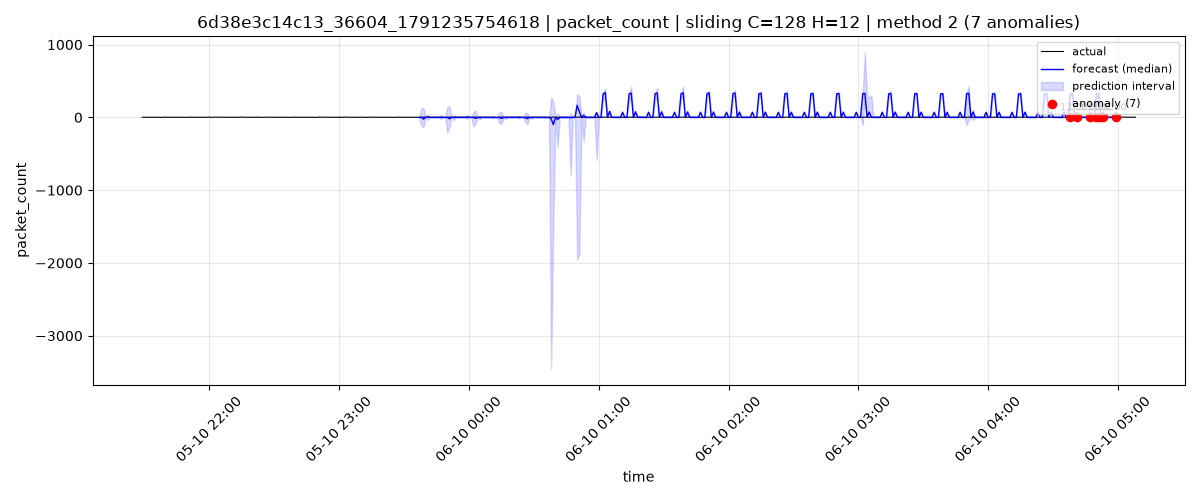 6d38e3c14c13_36604_1791235754618 | packet_count | sliding C=128 H=12 | method 2 (7 anomalies)
packet_count
1000
0
−1000
−2000
−3000
actual
forecast (median)
prediction interval
anomaly (7)
05-10 22:00
05-10 23:00
06-10 00:00
06-10 01:00
06-10 02:00
06-10 03:00
06-10 04:00
06-10 05:00
time